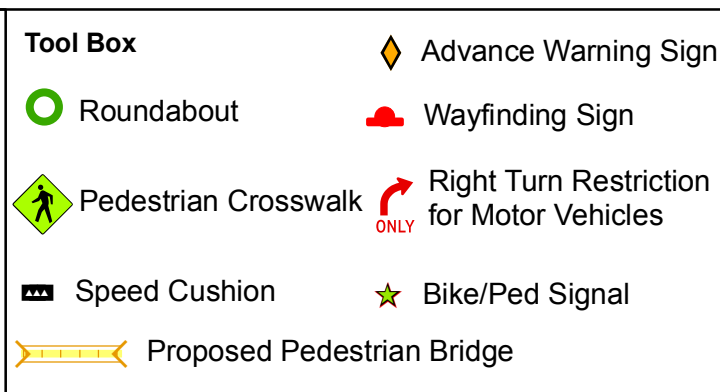 Tool Box
Advance Warning Sign
Roundabout
Wayfinding Sign
Pedestrian Crosswalk
ONLY
Right Turn Restriction
for Motor Vehicles
Speed Cushion
Bike/Ped Signal
Proposed Pedestrian Bridge